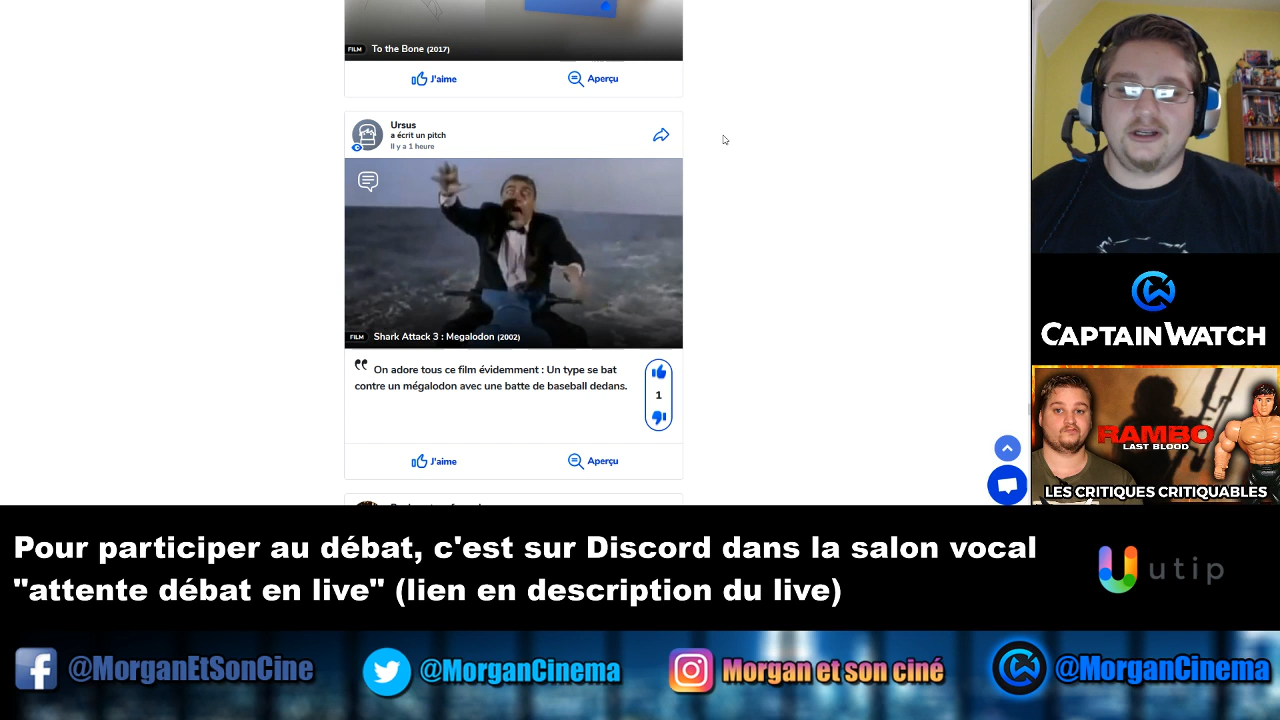 FILM To the Bone (2017)
J'aime
Aperçu
Ursus
a écrit un pitch
Il y a 1 heure
FILM Shark Attack 3 : Megalodon (2002)
On adore tous ce film évidemment : Un type se bat
contre un mégalodon avec une batte de baseball dedans.
1
J'aime
Aperçu
CAPTAINWATCH
RAMBO
LAST BLOOD
LES CRITIQUES CRITIQUABLES
Pour participer au débat, c'est sur Discord dans la salon vocal
"attente débat en live" (lien en description du live)
utip
@MorganEtSonCine
@MorganCinema
Morgan et son ciné
@MorganCinema